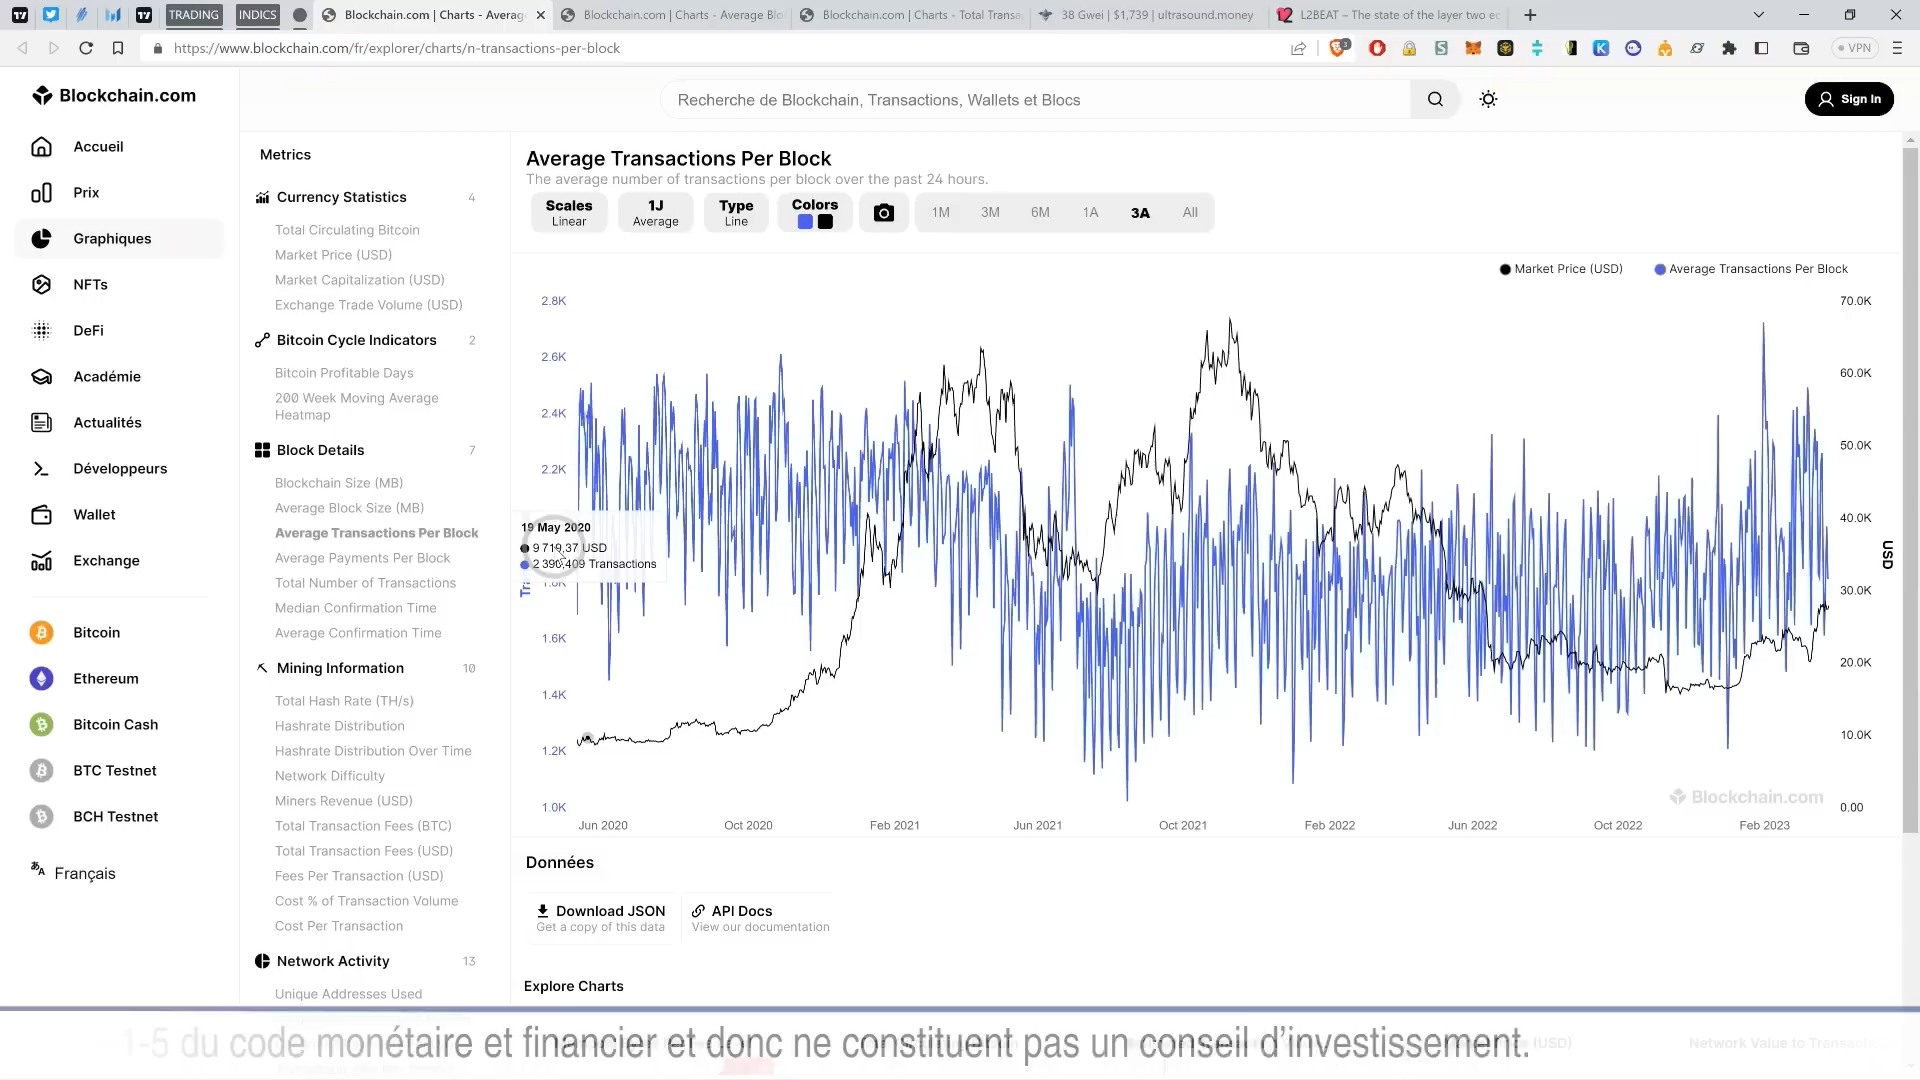 TRADING
INDICS
Blockchain.com | Charts - Averag
Blockchain.com | Charts - Average Blo
Blockchain.com | Charts - Total Transa
38 Gwei | $1,739 | ultrasound.money
L2BEAT – The state of the layer two ec
https://www.blockchain.com/fr/explorer/charts/n-transactions-per-block
VPN
Blockchain.com
Recherche de Blockchain, Transactions, Wallets et Blocs
Sign In
Accueil
Prix
Graphiques
NFTs
DeFi
Académie
Actualités
Développeurs
Wallet
Exchange
Bitcoin
Ethereum
Bitcoin Cash
BTC Testnet
BCH Testnet
Français
Metrics
Currency Statistics 4
Total Circulating Bitcoin
Market Price (USD)
Market Capitalization (USD)
Exchange Trade Volume (USD)
Bitcoin Cycle Indicators 2
Bitcoin Profitable Days
200 Week Moving Average
Heatmap
Block Details 7
Blockchain Size (MB)
Average Block Size (MB)
Average Transactions Per Block
Average Payments Per Block
Total Number of Transactions
Median Confirmation Time
Average Confirmation Time
Mining Information 10
Total Hash Rate (TH/s)
Hashrate Distribution
Hashrate Distribution Over Time
Network Difficulty
Miners Revenue (USD)
Total Transaction Fees (BTC)
Total Transaction Fees (USD)
Fees Per Transaction (USD)
Cost % of Transaction Volume
Cost Per Transaction
Network Activity 13
Unique Addresses Used
Average Transactions Per Block
The average number of transactions per block over the past 24 hours.
Scales
Linear
1J
Average
Type
Line
Colors
1M 3M 6M 1A 3A All
Market Price (USD) Average Transactions Per Block
2.8K
2.6K
2.4K
2.2K
19 May 2020
9 719,37 USD
2 390,409 Transactions
1.8K
1.6K
1.4K
1.2K
1.0K
70.0K
60.0K
50.0K
40.0K
30.0K
20.0K
10.0K
0.00
USD
Blockchain.com
Jun 2020 Oct 2020 Feb 2021 Jun 2021 Oct 2021 Feb 2022 Jun 2022 Oct 2022 Feb 2023
Données
Download JSON
Get a copy of this data
API Docs
View our documentation
Explore Charts
1-5 du code monétaire et financier et donc ne constituent pas un conseil d'investissement.
(USD)
Network Value to Transac